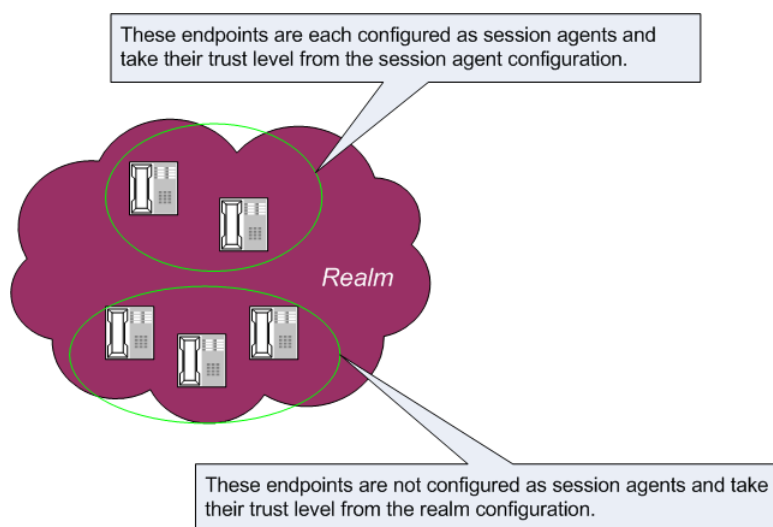 These endpoints are each configured as session agents and
take their trust level from the session agent configuration.
Realm
These endpoints are not configured as session agents and take
their trust level from the realm configuration.